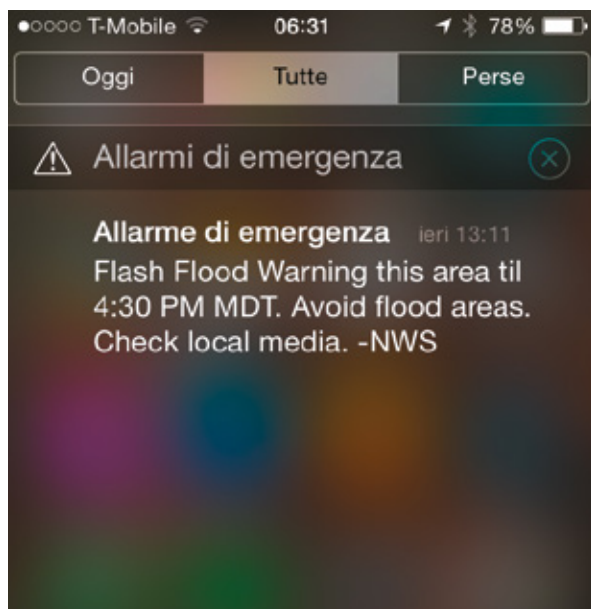 T-Mobile 06:31 78%
Oggi Tutte Perse
Allarmi di emergenza
Allarme di emergenza ieri 13:11
Flash Flood Warning this area til
4:30 PM MDT. Avoid flood areas.
Check local media. -NWS